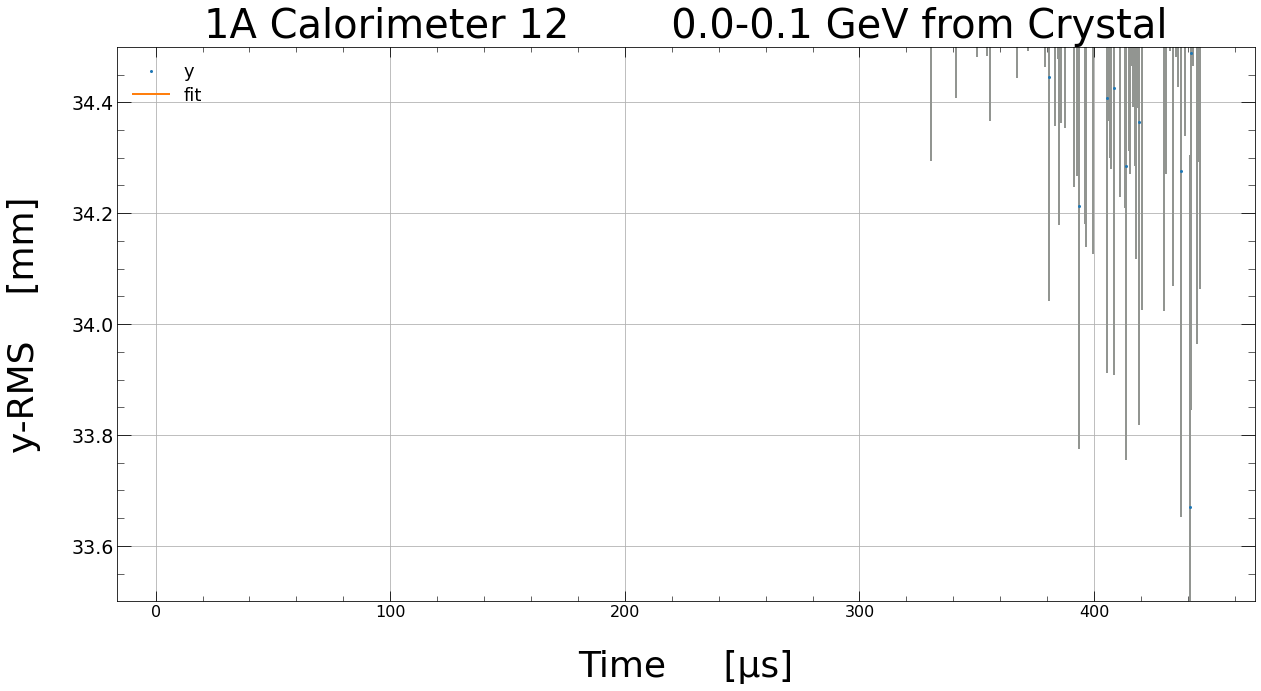 1A Calorimeter 12 0.0-0.1 GeV from Crystal
y
fit
34.4
34.2
34.0
33.8
33.6
y-RMS [mm]
0 100 200 300 400
Time [µs]